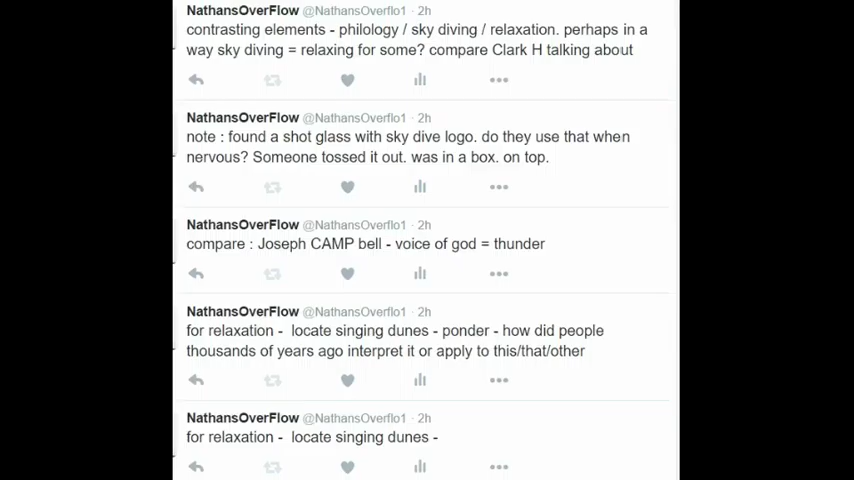 NathansOverFlow @NathansOverflo1 · 2h
contrasting elements - philology / sky diving / relaxation. perhaps in a
way sky diving = relaxing for some? compare Clark H talking about
NathansOverFlow @NathansOverflo1 · 2h
note : found a shot glass with sky dive logo. do they use that when
nervous? Someone tossed it out. was in a box. on top.
NathansOverFlow @NathansOverflo1 · 2h
compare : Joseph CAMP bell - voice of god = thunder
NathansOverFlow @NathansOverflo1 · 2h
for relaxation - locate singing dunes - ponder - how did people
thousands of years ago interpret it or apply to this/that/other
NathansOverFlow @NathansOverflo1 · 2h
for relaxation - locate singing dunes -